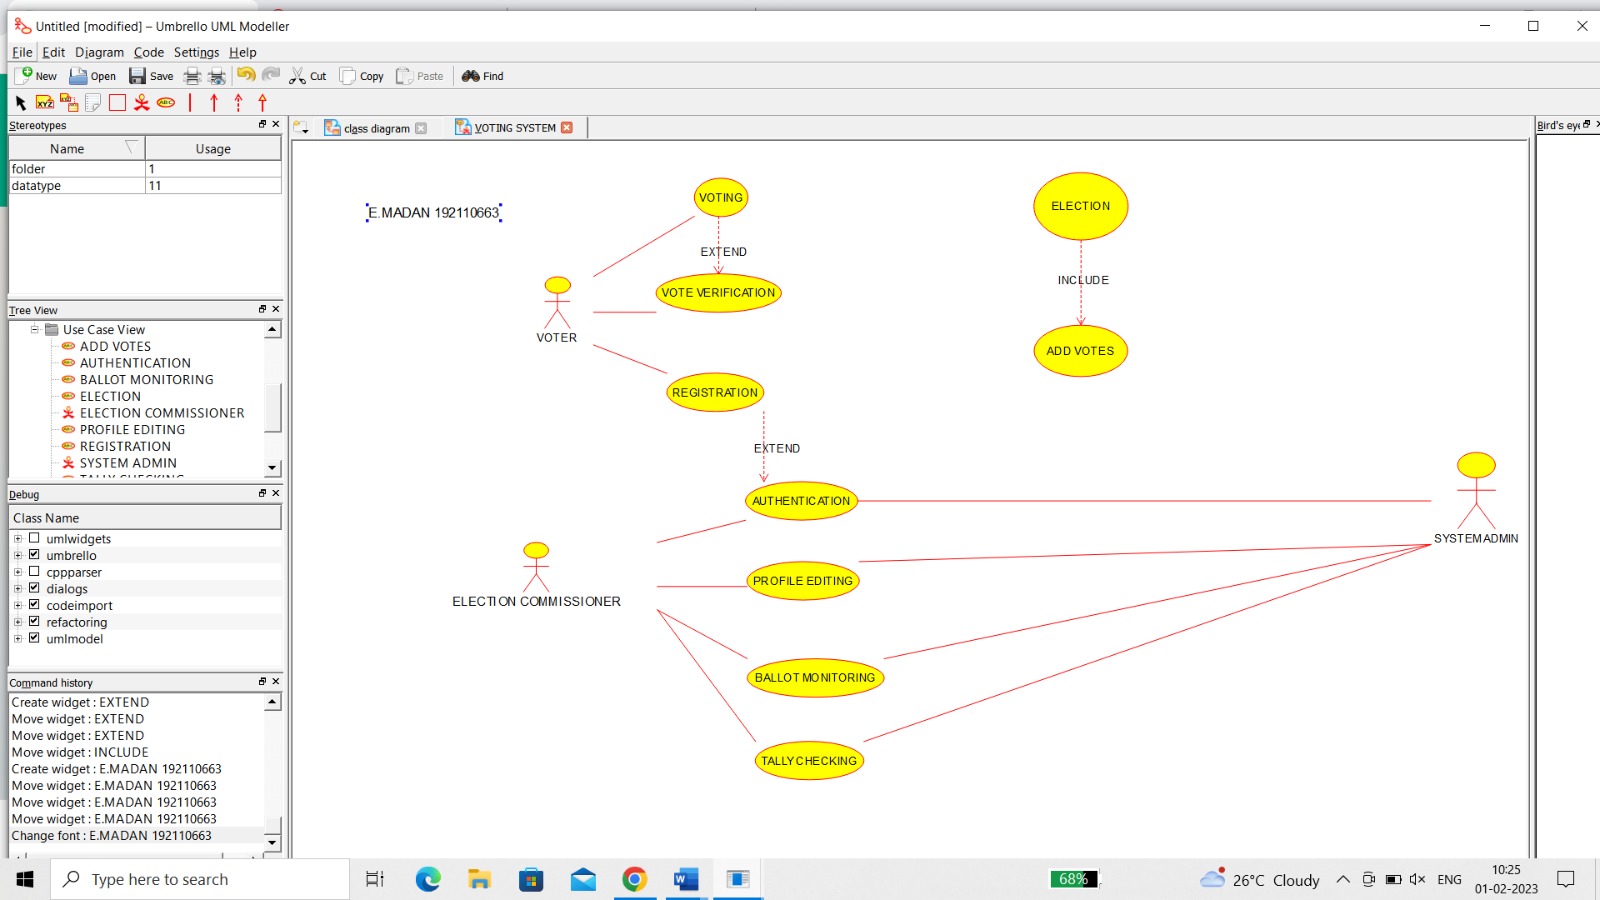 Untitled [modified] – Umbrello UML Modeller
File Edit Diagram Code Settings Help
New Open Save Cut Copy Paste Find
XYZ ABC
Stereotypes
Name Usage
folder 1
datatype 11
Tree View
Use Case View
ADD VOTES
AUTHENTICATION
BALLOT MONITORING
ELECTION
ELECTION COMMISSIONER
PROFILE EDITING
REGISTRATION
SYSTEM ADMIN
TALLY CHECKING
Debug
Class Name
umlwidgets
umbrello
cppparser
dialogs
codeimport
refactoring
umlmodel
Command history
Create widget : EXTEND
Move widget : EXTEND
Move widget : EXTEND
Move widget : INCLUDE
Create widget : E.MADAN 192110663
Move widget : E.MADAN 192110663
Move widget : E.MADAN 192110663
Move widget : E.MADAN 192110663
Change font : E.MADAN 192110663
class diagram VOTING SYSTEM
Bird's eye
E.MADAN 192110663
VOTING
EXTEND
VOTE VERIFICATION
VOTER
REGISTRATION
EXTEND
AUTHENTICATION
ELECTION
INCLUDE
ADD VOTES
SYSTEM ADMIN
ELECTION COMMISSIONER
PROFILE EDITING
BALLOT MONITORING
TALLY CHECKING
Type here to search
68%
26°C Cloudy
ENG
10:25
01-02-2023